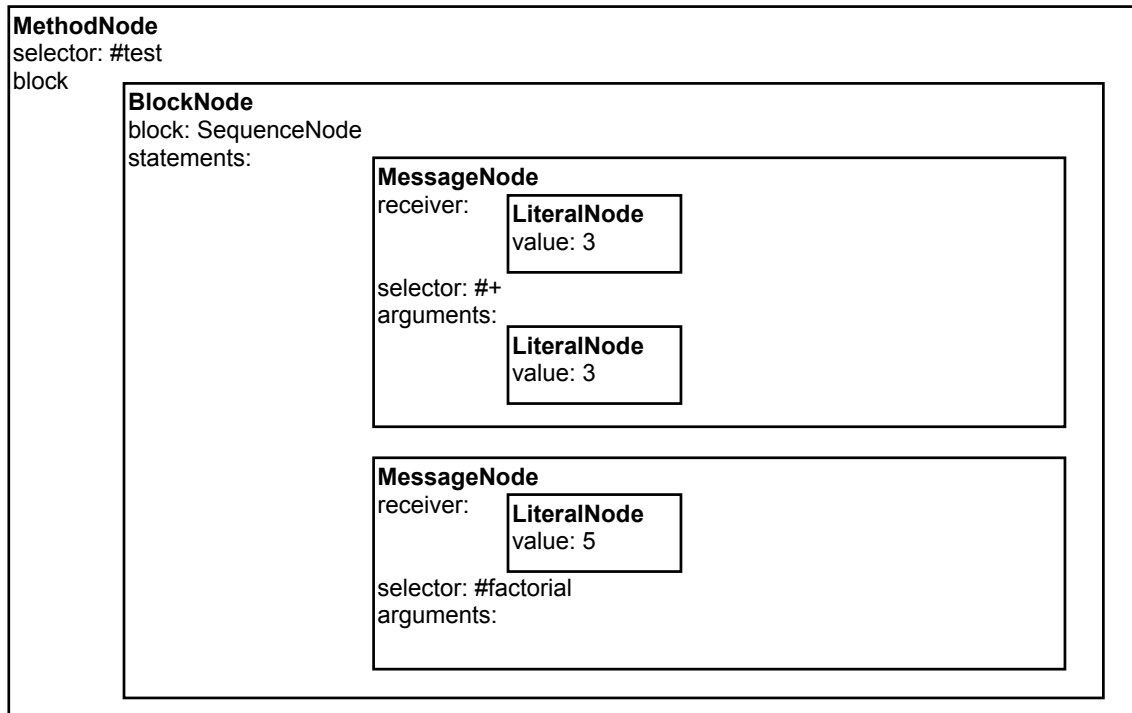 MethodNode
selector: #test
block
BlockNode
block: SequenceNode
statements:
MessageNode
receiver:
LiteralNode
value: 3
selector: #+
arguments:
LiteralNode
value: 3
MessageNode
receiver:
LiteralNode
value: 5
selector: #factorial
arguments: